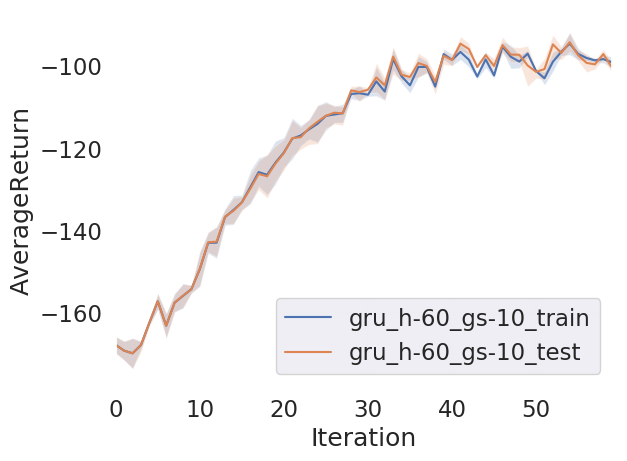 −100
−120
−140
−160
AverageReturn
gru_h-60_gs-10_train
gru_h-60_gs-10_test
0 10 20 30 40 50
Iteration